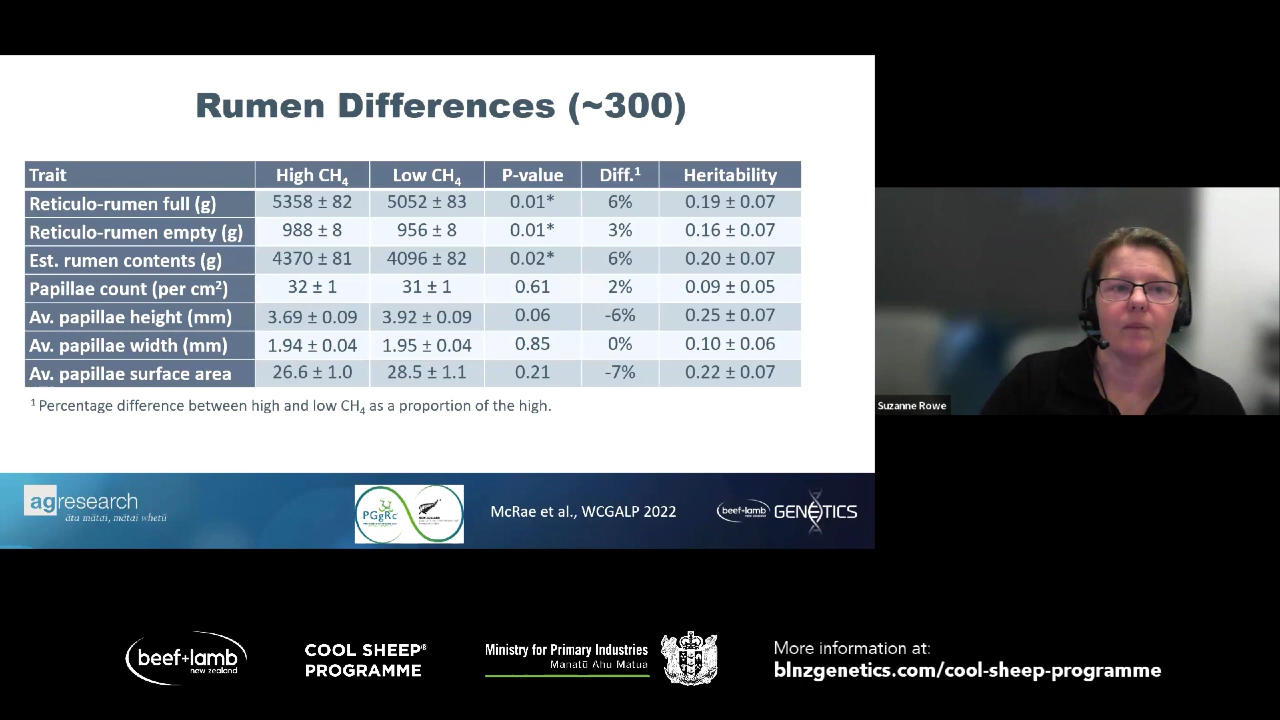 Rumen Differences (~300)
Trait High CH4 Low CH4 P-value Diff.¹ Heritability
Reticulo-rumen full (g) 5358 ± 82 5052 ± 83 0.01* 6% 0.19 ± 0.07
Reticulo-rumen empty (g) 988 ± 8 956 ± 8 0.01* 3% 0.16 ± 0.07
Est. rumen contents (g) 4370 ± 81 4096 ± 82 0.02* 6% 0.20 ± 0.07
Papillae count (per cm²) 32 ± 1 31 ± 1 0.61 2% 0.09 ± 0.05
Av. papillae height (mm) 3.69 ± 0.09 3.92 ± 0.09 0.06 -6% 0.25 ± 0.07
Av. papillae width (mm) 1.94 ± 0.04 1.95 ± 0.04 0.85 0% 0.10 ± 0.06
Av. papillae surface area 26.6 ± 1.0 28.5 ± 1.1 0.21 -7% 0.22 ± 0.07
¹ Percentage difference between high and low CH4 as a proportion of the high.
Suzanne Rowe
agresearch
āta mātai, mātai whetū
PGgRc
McRae et al., WCGALP 2022
beef+lamb
GENETICS
beef+lamb
new zealand
COOL SHEEP®
PROGRAMME
Ministry for Primary Industries
Manatū Ahu Matua
More information at:
blnzgenetics.com/cool-sheep-programme